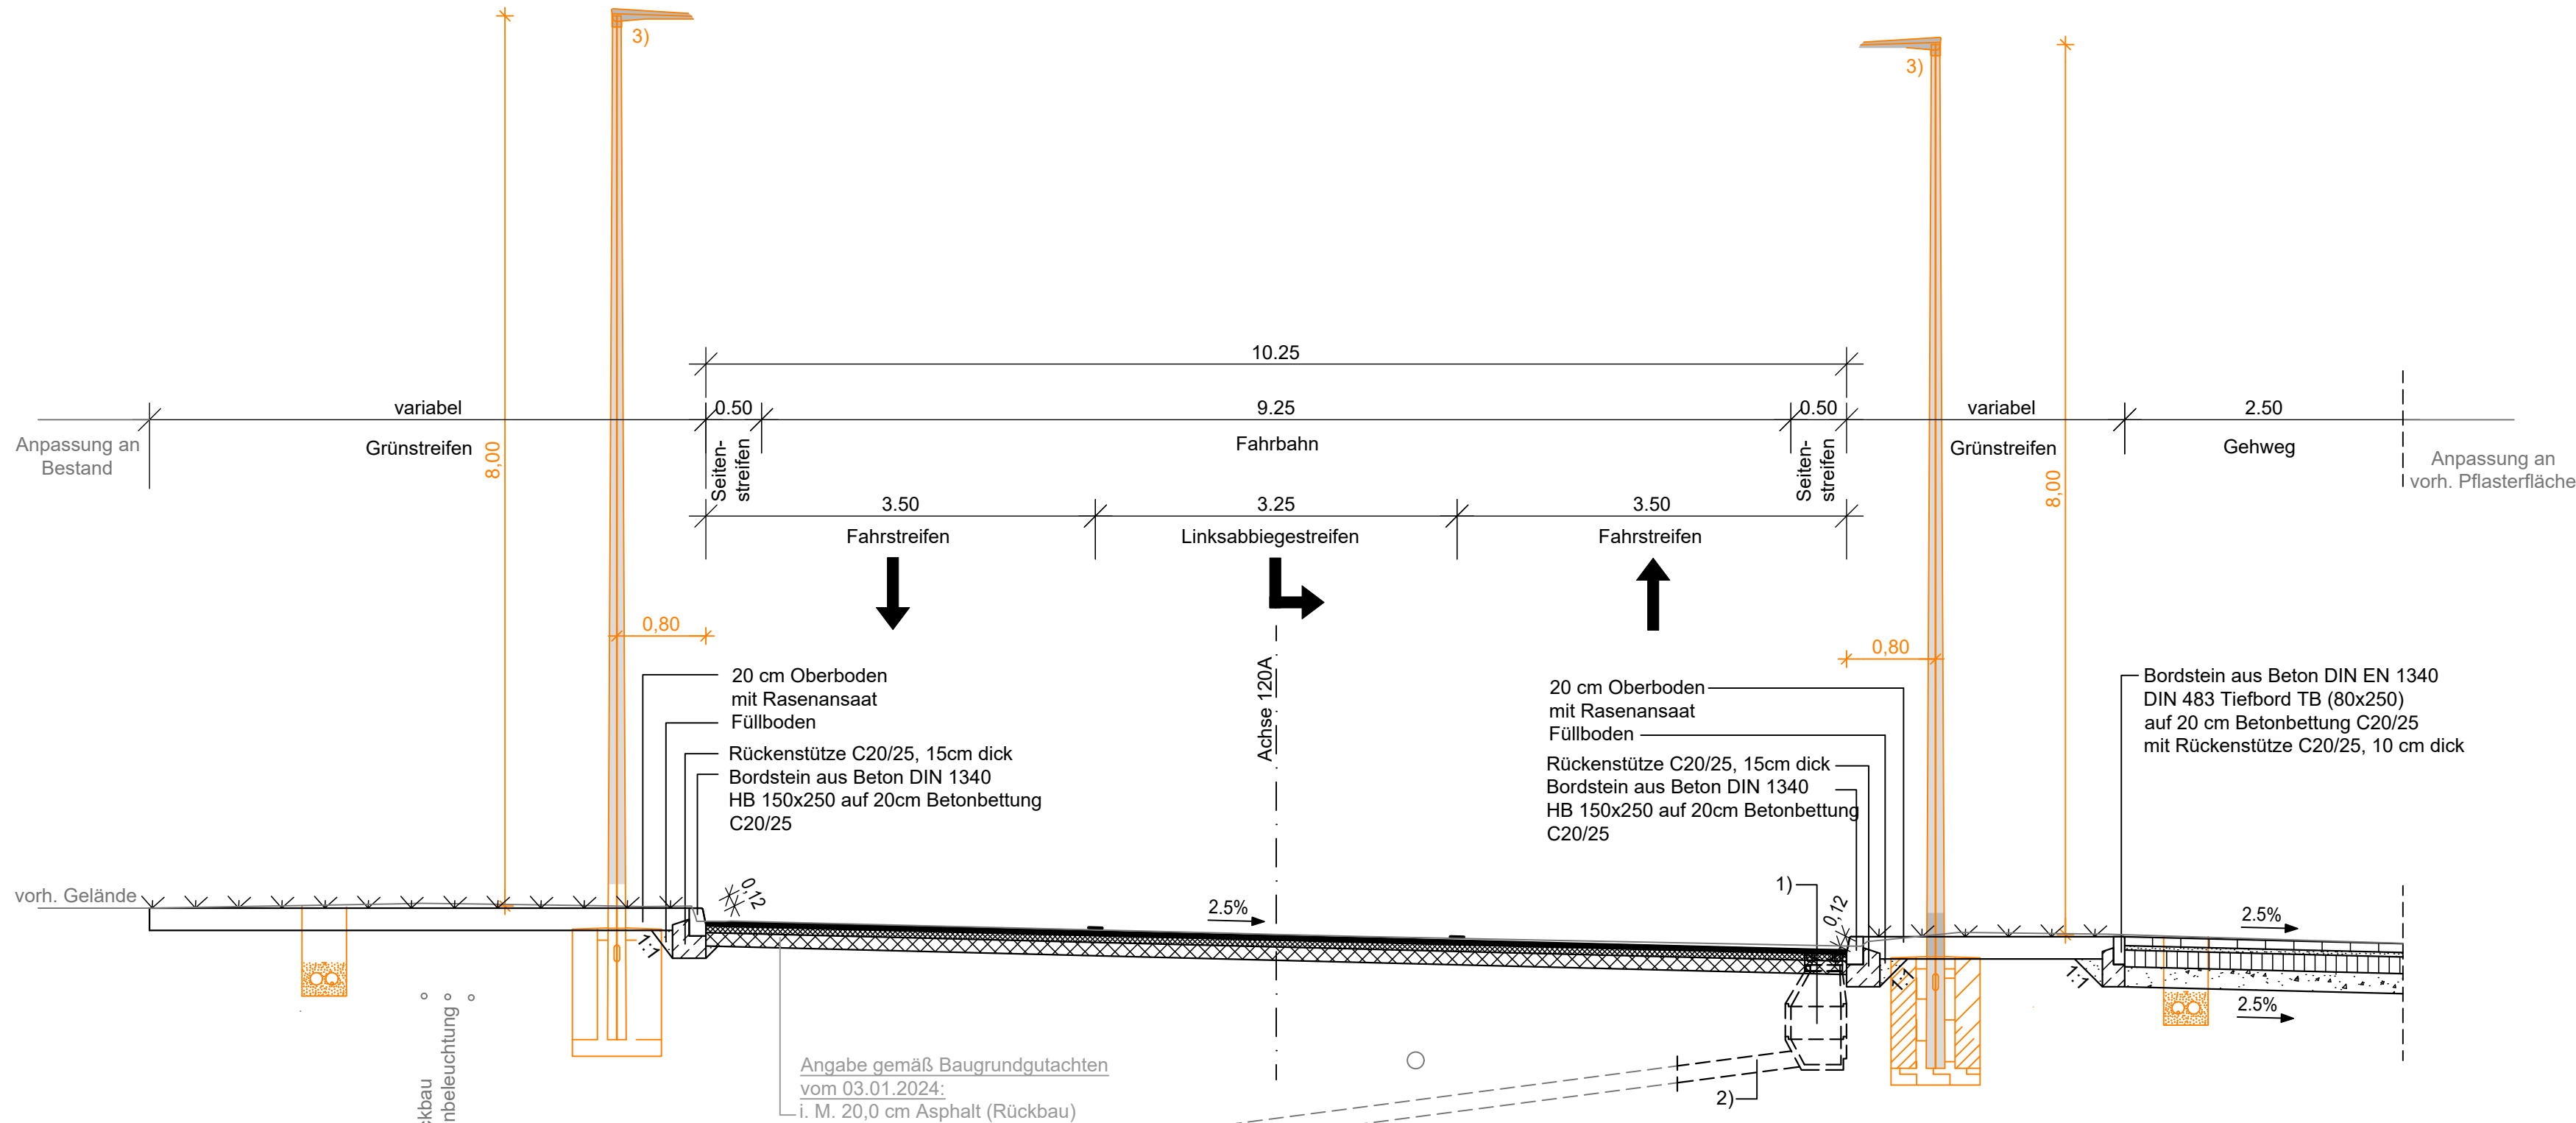 3)
3)
10.25
variabel
0.50
9.25
0.50
variabel
2.50
Anpassung an
Bestand
Grünstreifen
8,00
Seiten-
streifen
Fahrbahn
Seiten-
streifen
Grünstreifen
Gehweg
Anpassung an
vorh. Pflasterfläche
8,00
3.50
3.25
3.50
Fahrstreifen
Linksabbiegestreifen
Fahrstreifen
0,80
0,80
Achse 120A
20 cm Oberboden
mit Rasenansaat
Füllboden
Rückenstütze C20/25, 15cm dick
Bordstein aus Beton DIN 1340
HB 150x250 auf 20cm Betonbettung
C20/25
20 cm Oberboden
mit Rasenansaat
Füllboden
Rückenstütze C20/25, 15cm dick
Bordstein aus Beton DIN 1340
HB 150x250 auf 20cm Betonbettung
C20/25
Bordstein aus Beton DIN EN 1340
DIN 483 Tiefbord TB (80x250)
auf 20 cm Betonbettung C20/25
mit Rückenstütze C20/25, 10 cm dick
vorh. Gelände
0,12
2.5%
1)
0,12
2.5%
1:1
1:1
1:1
2.5%
ckbau
nbeleuchtung
Angabe gemäß Baugrundgutachten
vom 03.01.2024:
i. M. 20,0 cm Asphalt (Rückbau)
2)